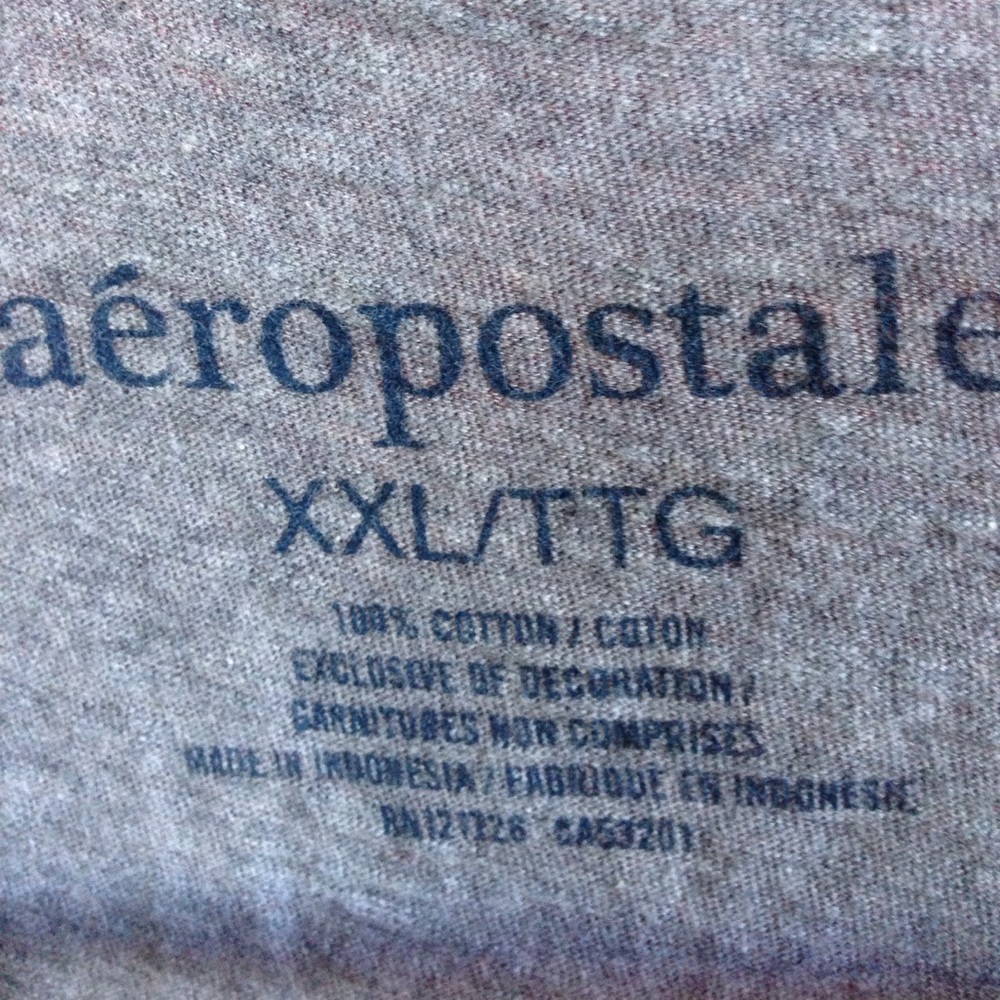 aéropostale
XXL/TTG
100% COTTON / COTON
EXCLUSIVE OF DECORATION /
GARNITURES NON COMPRISES
MADE IN INDONESIA / FABRIQUÉ EN INDONÉSIE
CA53201